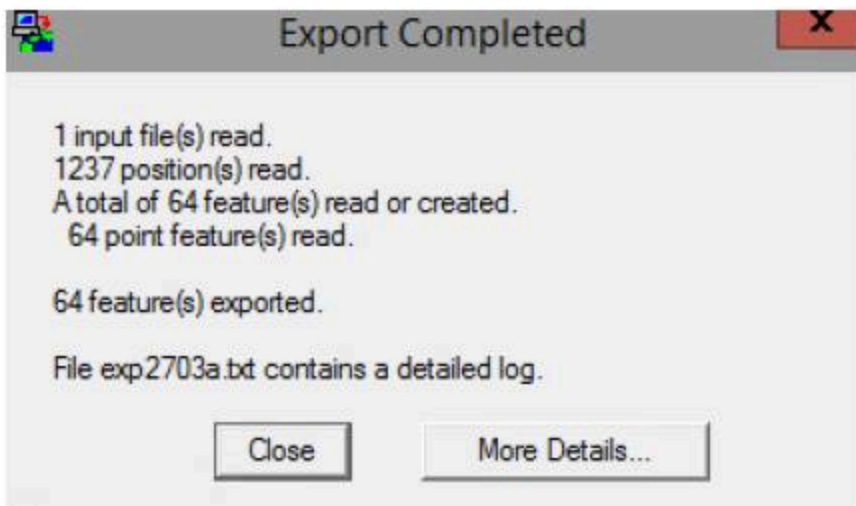 Export Completed
X
1 input file(s) read.
1237 position(s) read.
A total of 64 feature(s) read or created.
64 point feature(s) read.
64 feature(s) exported.
File exp2703a.txt contains a detailed log.
Close
More Details...